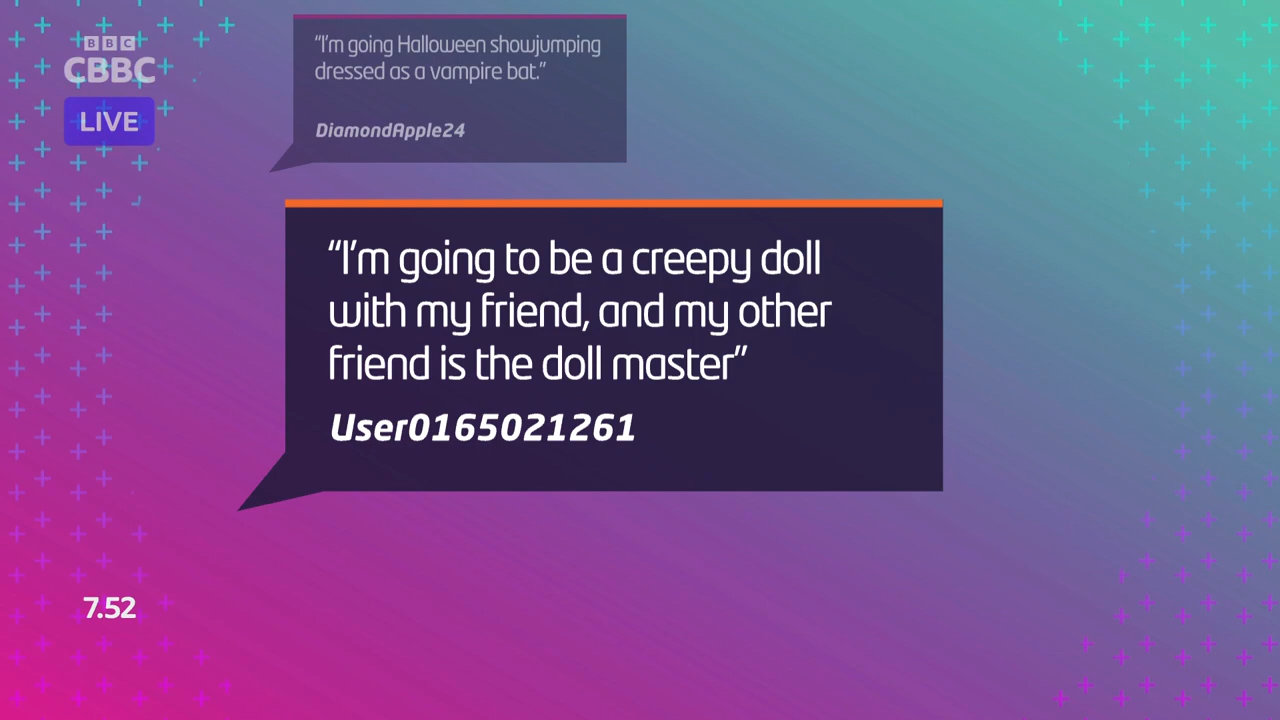 BBC
CBBC
LIVE
“I'm going Halloween showjumping
dressed as a vampire bat.”
DiamondApple24
“I'm going to be a creepy doll
with my friend, and my other
friend is the doll master”
User0165021261
7.52